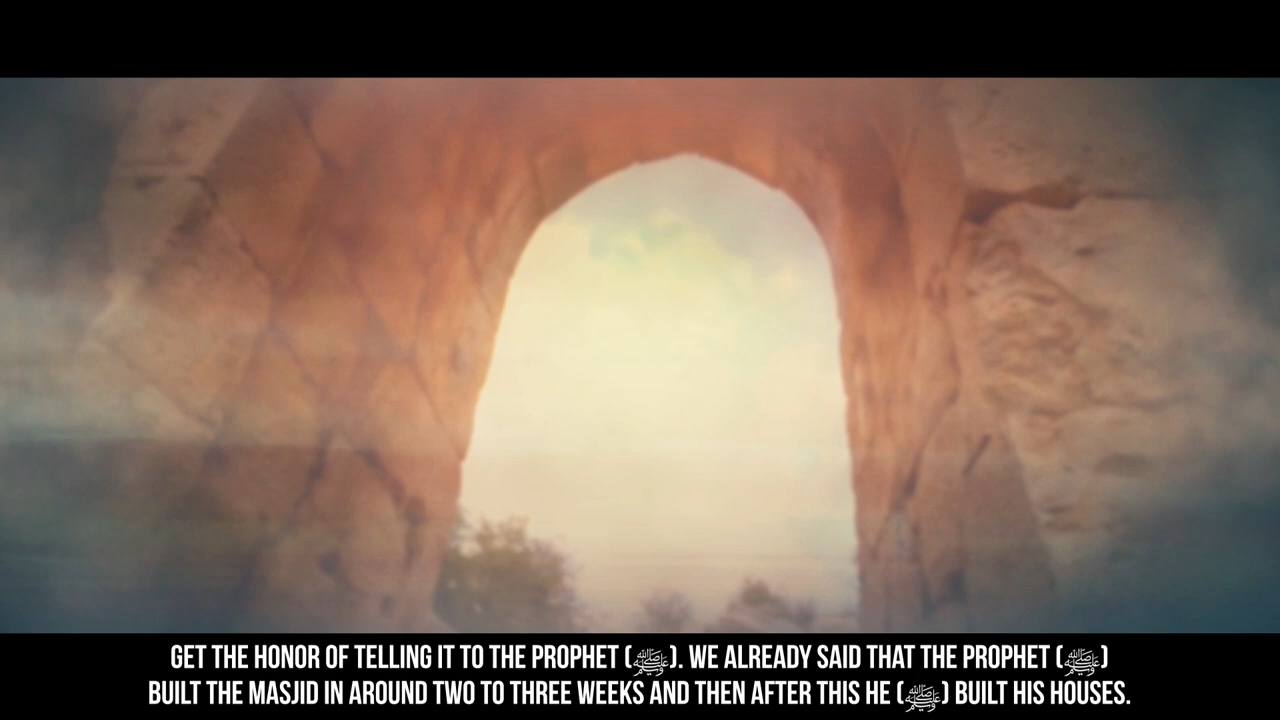 GET THE HONOR OF TELLING IT TO THE PROPHET (ﷺ). WE ALREADY SAID THAT THE PROPHET (ﷺ)
BUILT THE MASJID IN AROUND TWO TO THREE WEEKS AND THEN AFTER THIS HE (ﷺ) BUILT HIS HOUSES.